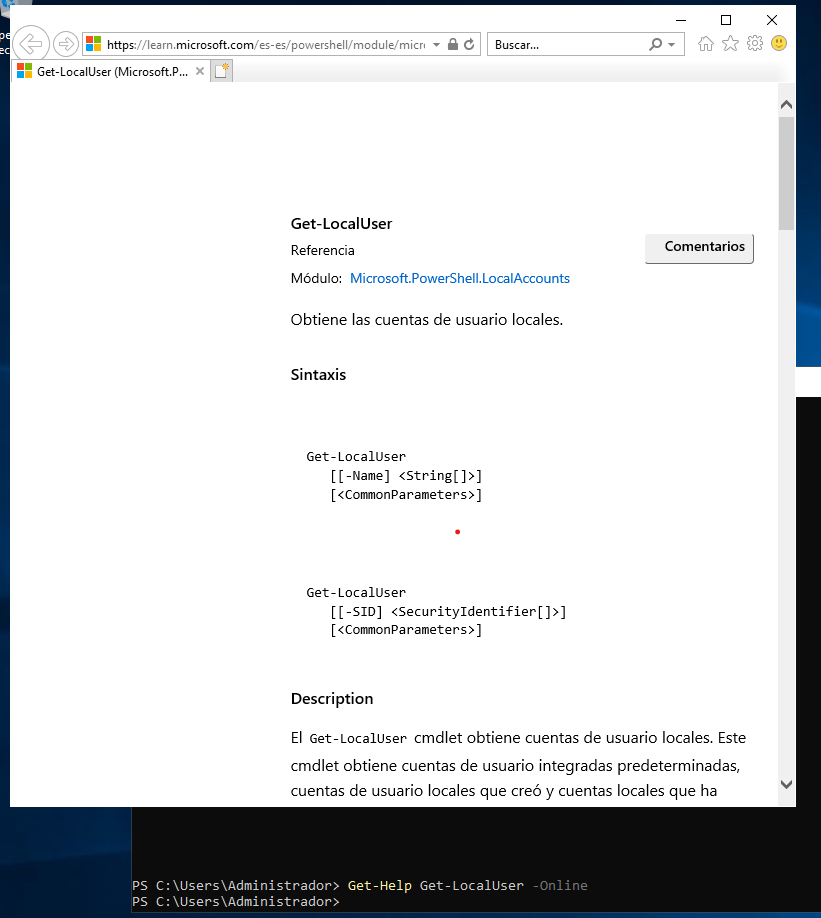 https://learn.microsoft.com/es-es/powershell/module/micr
Buscar...
Get-LocalUser (Microsoft.P...
Get-LocalUser
Referencia
Comentarios
Módulo: Microsoft.PowerShell.LocalAccounts
Obtiene las cuentas de usuario locales.
Sintaxis
Get-LocalUser
[[-Name] <String[]>]
[<CommonParameters>]
Get-LocalUser
[[-SID] <SecurityIdentifier[]>]
[<CommonParameters>]
Description
El Get-LocalUser cmdlet obtiene cuentas de usuario locales. Este
cmdlet obtiene cuentas de usuario integradas predeterminadas,
cuentas de usuario locales que creó y cuentas locales que ha
PS C:\Users\Administrador> Get-Help Get-LocalUser -Online
PS C:\Users\Administrador>